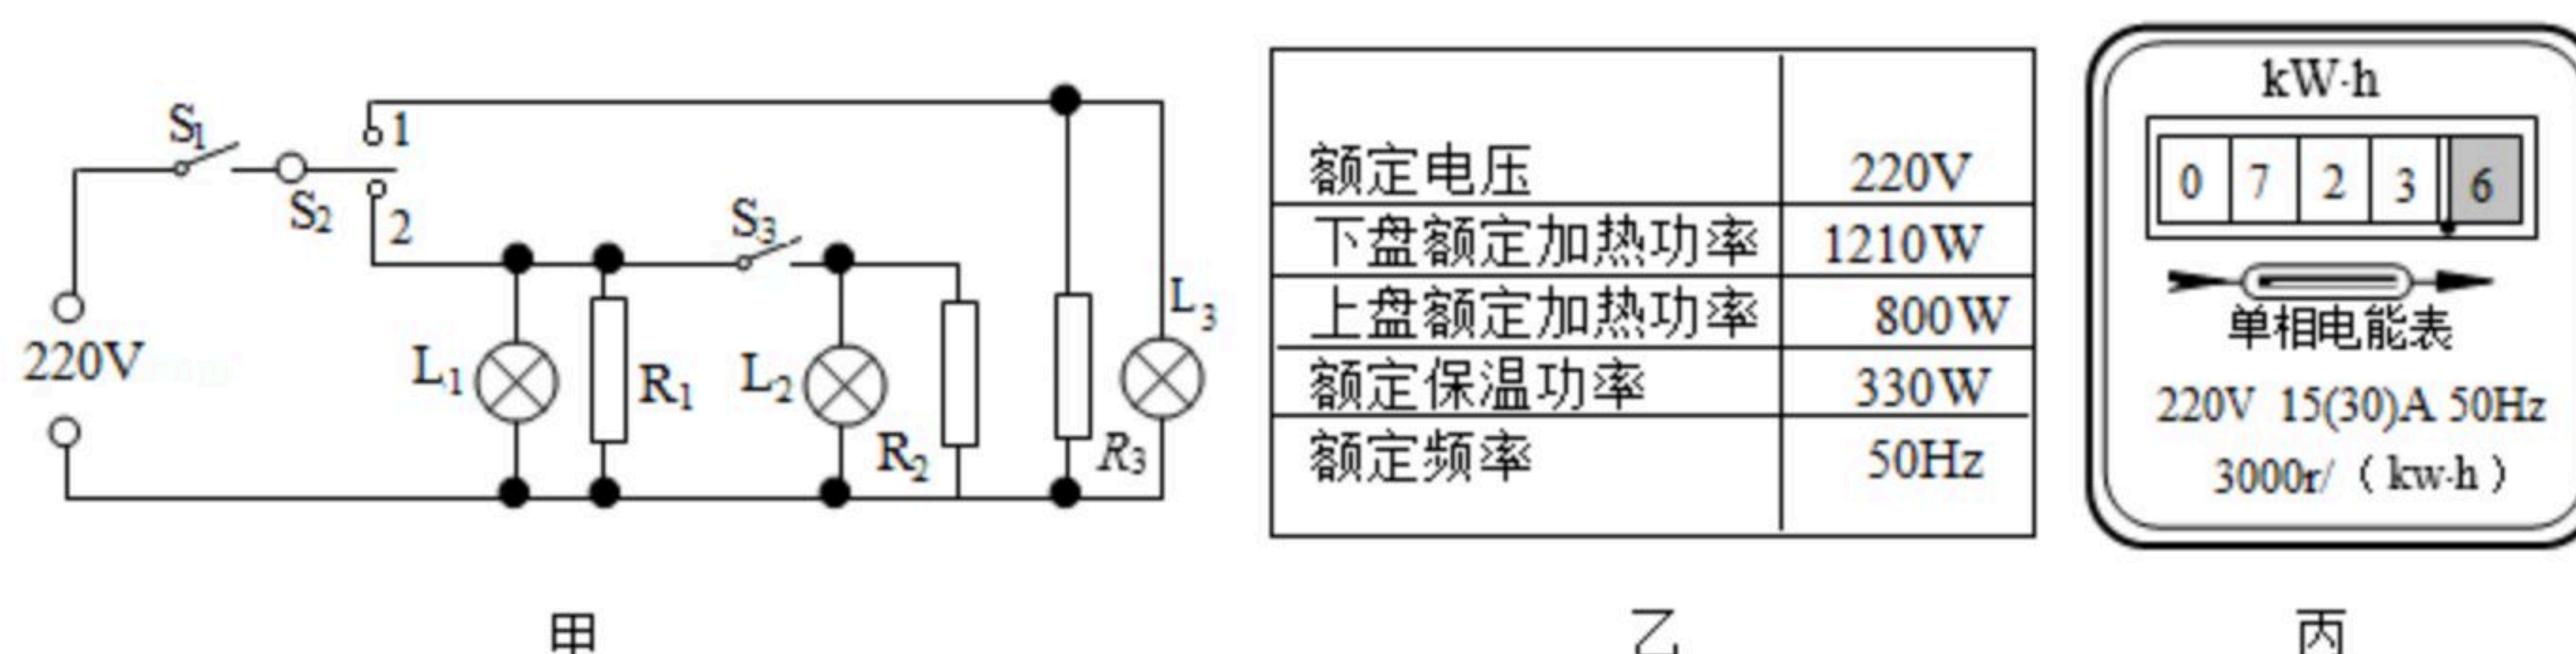 S1
S2
1
2
S3
220V
L1
R1
L2
R2
R3
L3
甲
额定电压 220V
下盘额定加热功率 1210W
上盘额定加热功率 800W
额定保温功率 330W
额定频率 50Hz
乙
kW·h
0 7 2 3 6
单相电能表
220V 15(30)A 50Hz
3000r/（kw·h）
丙